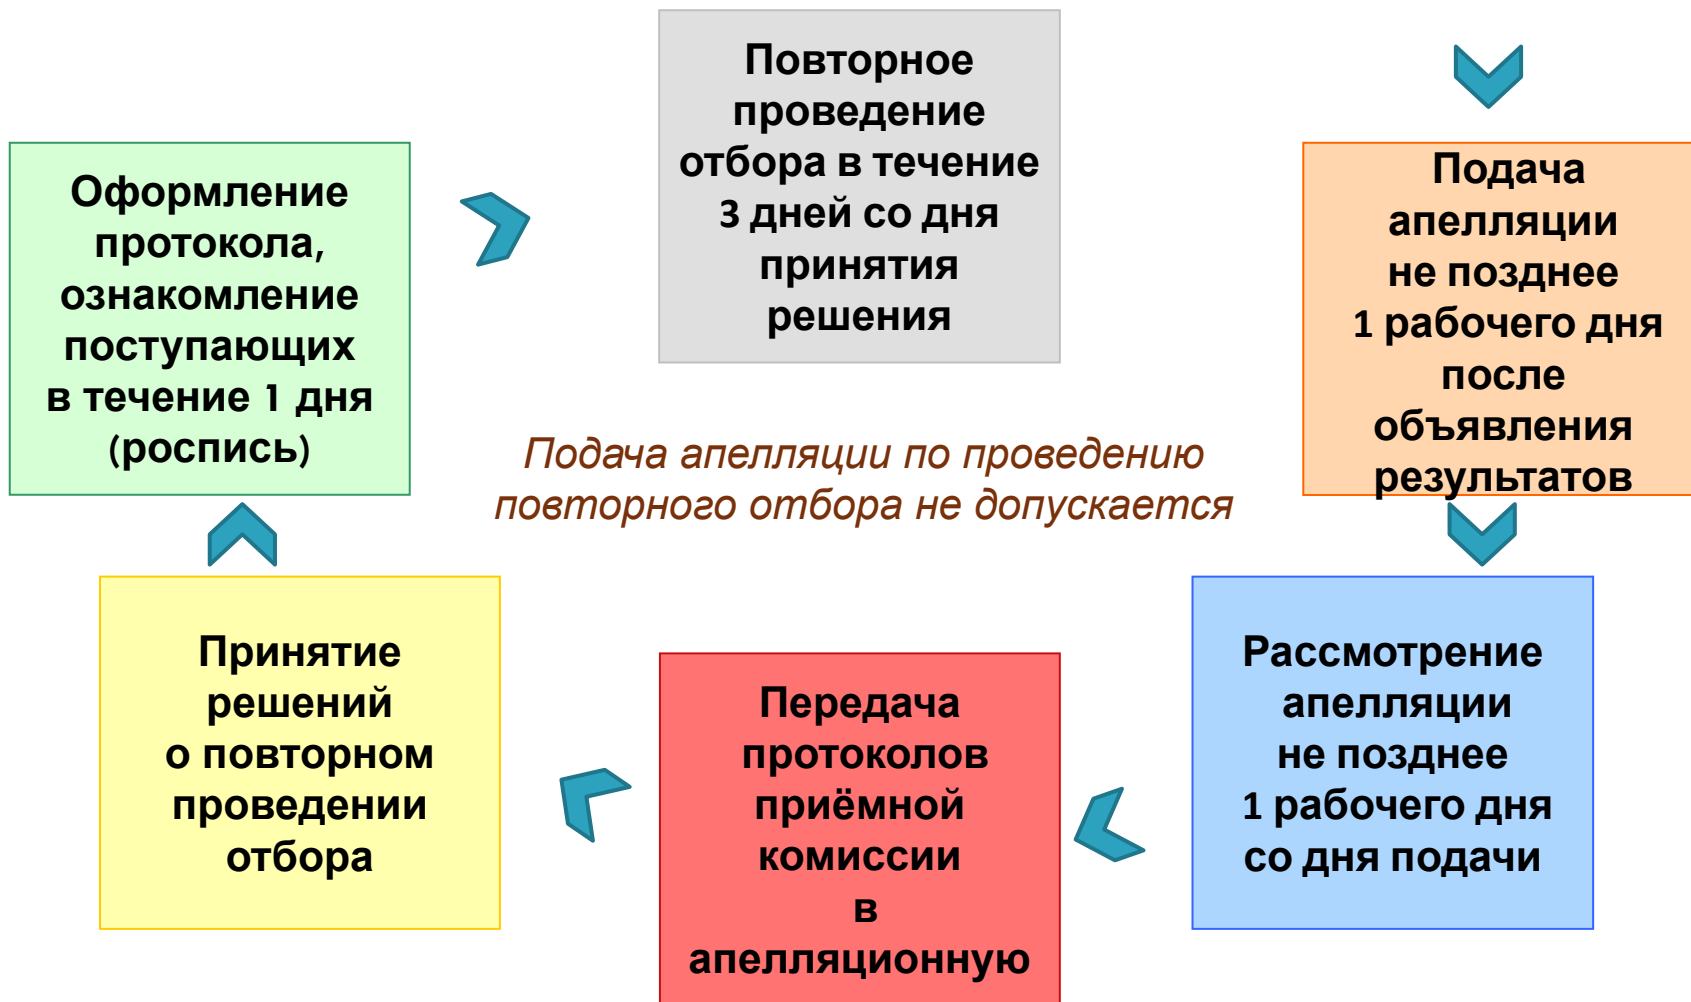 Повторное
проведение
отбора в течение
3 дней со дня
принятия
решения
Подача
апелляции
не позднее
1 рабочего дня
после
объявления
результатов
Рассмотрение
апелляции
не позднее
1 рабочего дня
со дня подачи
Передача
протоколов
приёмной
комиссии
в
апелляционную
Принятие
решений
о повторном
проведении
отбора
Оформление
протокола,
ознакомление
поступающих
в течение 1 дня
(роспись)
Подача апелляции по проведению
повторного отбора не допускается